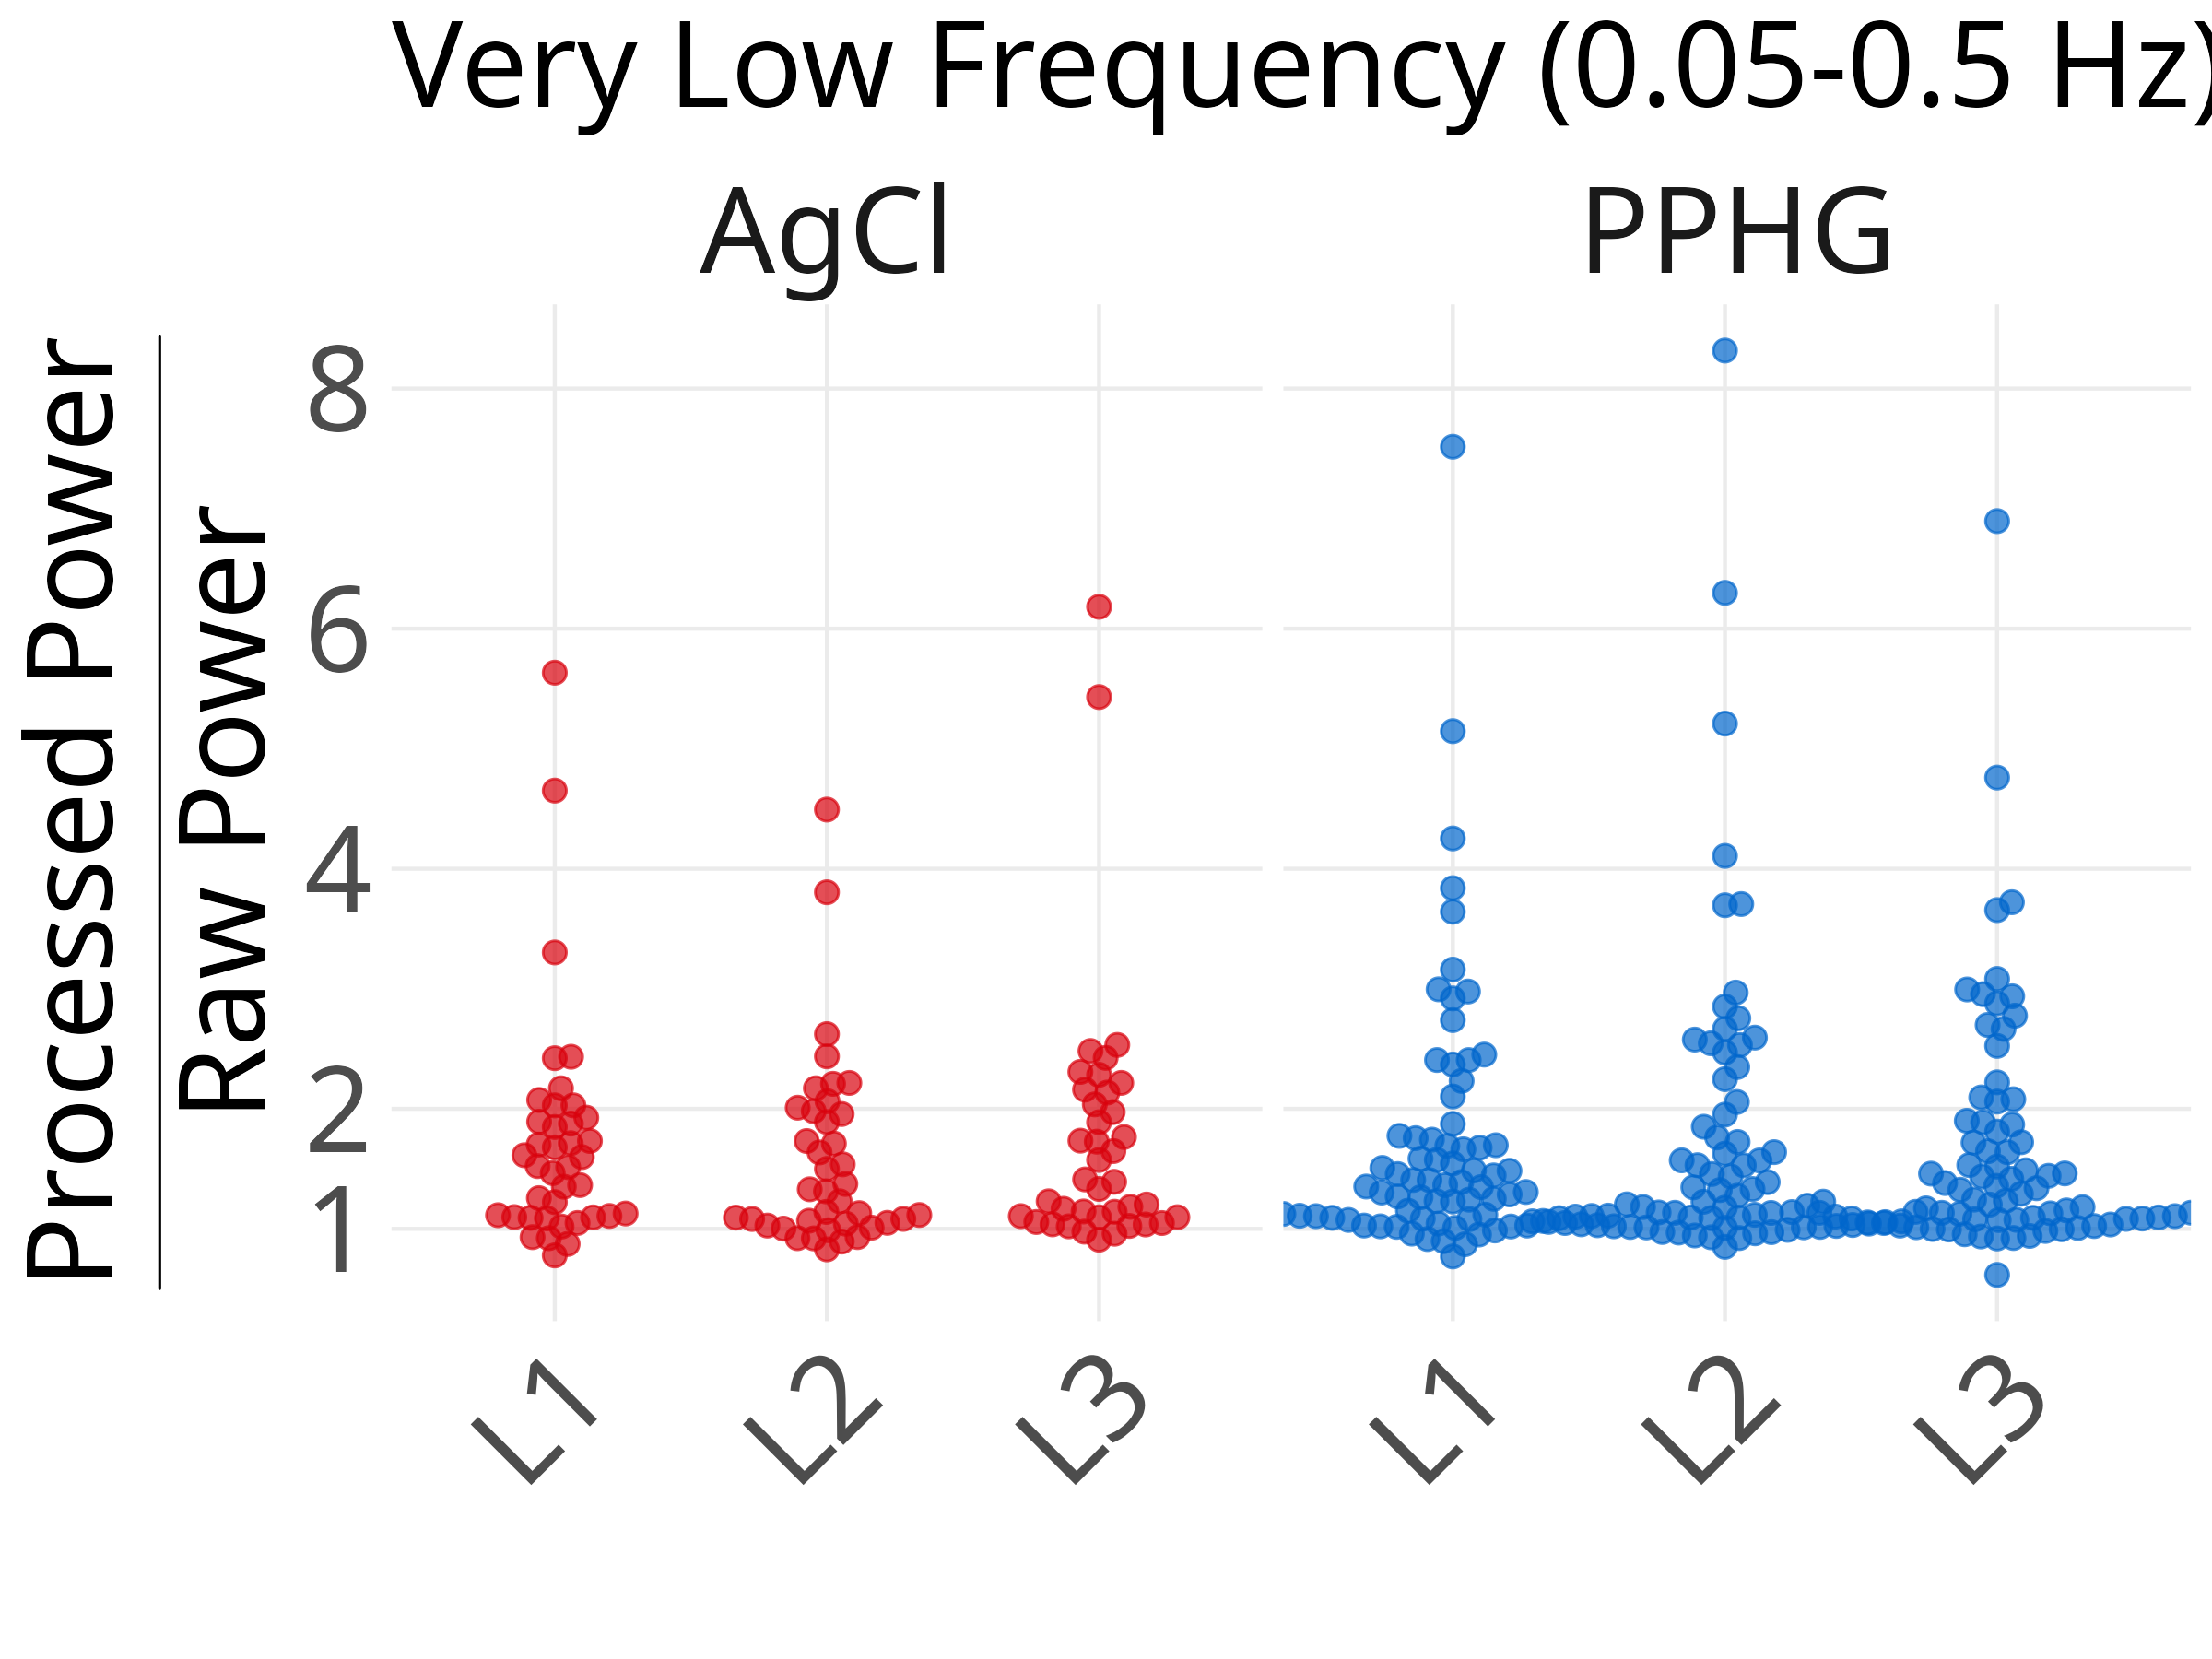 Very Low Frequency (0.05-0.5 Hz)
AgCl
PPHG
Processed Power
Raw Power
8
6
4
2
1
L1
L2
L3
L1
L2
L3